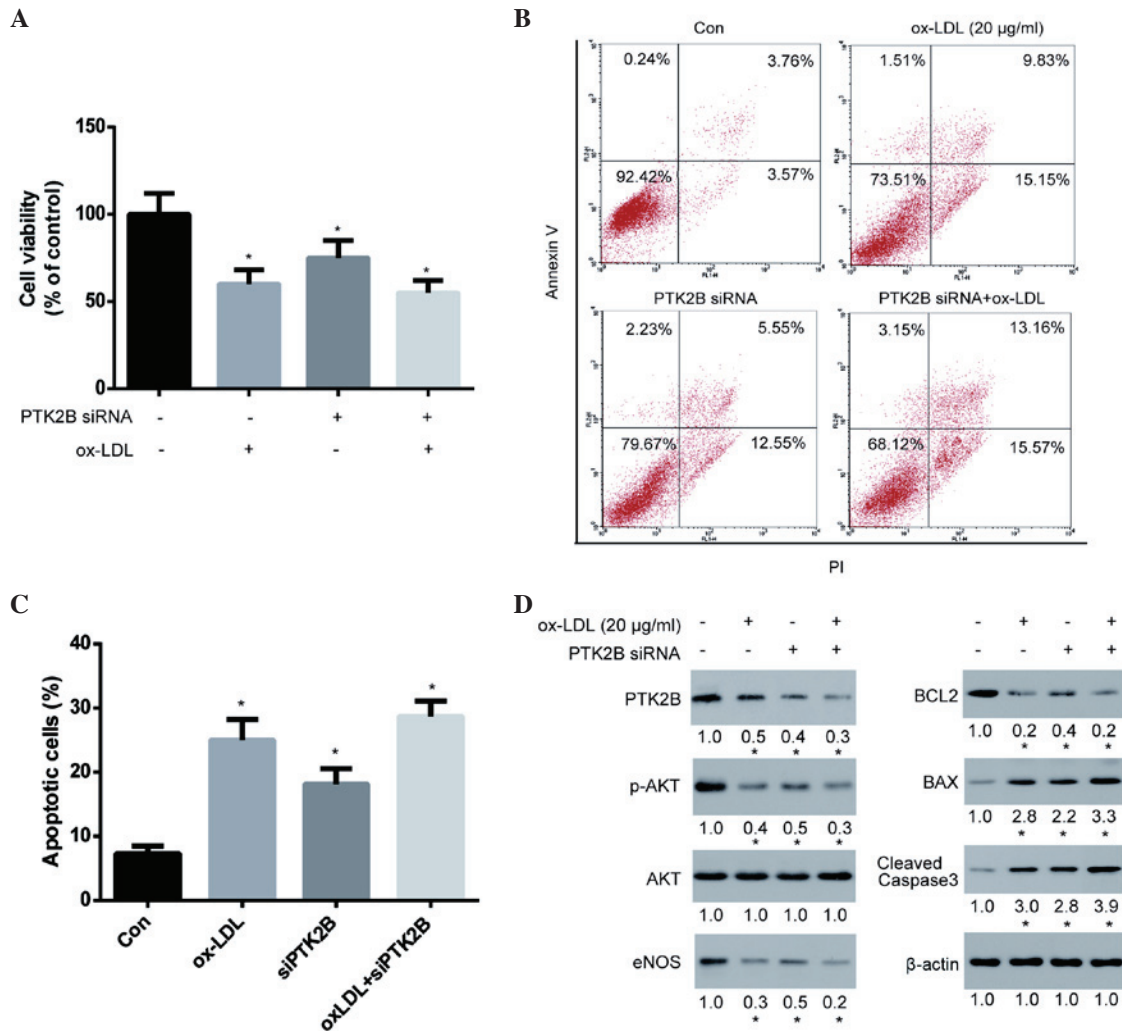 A
150
100
50
0
Cell viability
(% of control)
*
*
*
PTK2B siRNA - - + +
ox-LDL - + - +
B
Con
ox-LDL (20 µg/ml)
0.24% 3.76%
92.42% 3.57%
1.51% 9.83%
73.51% 15.15%
PTK2B siRNA
PTK2B siRNA+ox-LDL
2.23% 5.55%
79.67% 12.55%
3.15% 13.16%
68.12% 15.57%
Annexin V
PI
C
40
30
20
10
0
Apoptotic cells (%)
*
*
*
Con
ox-LDL
siPTK2B
oxLDL+siPTK2B
D
ox-LDL (20 µg/ml) - + - +
PTK2B siRNA - - + +
PTK2B
1.0 0.5 0.4 0.3
* * *
p-AKT
1.0 0.4 0.5 0.3
* * *
AKT
1.0 1.0 1.0 1.0
eNOS
1.0 0.3 0.5 0.2
* * *
- + - +
- - + +
BCL2
1.0 0.2 0.4 0.2
* * *
BAX
1.0 2.8 2.2 3.3
* * *
Cleaved
Caspase3
1.0 3.0 2.8 3.9
* * *
β-actin
1.0 1.0 1.0 1.0